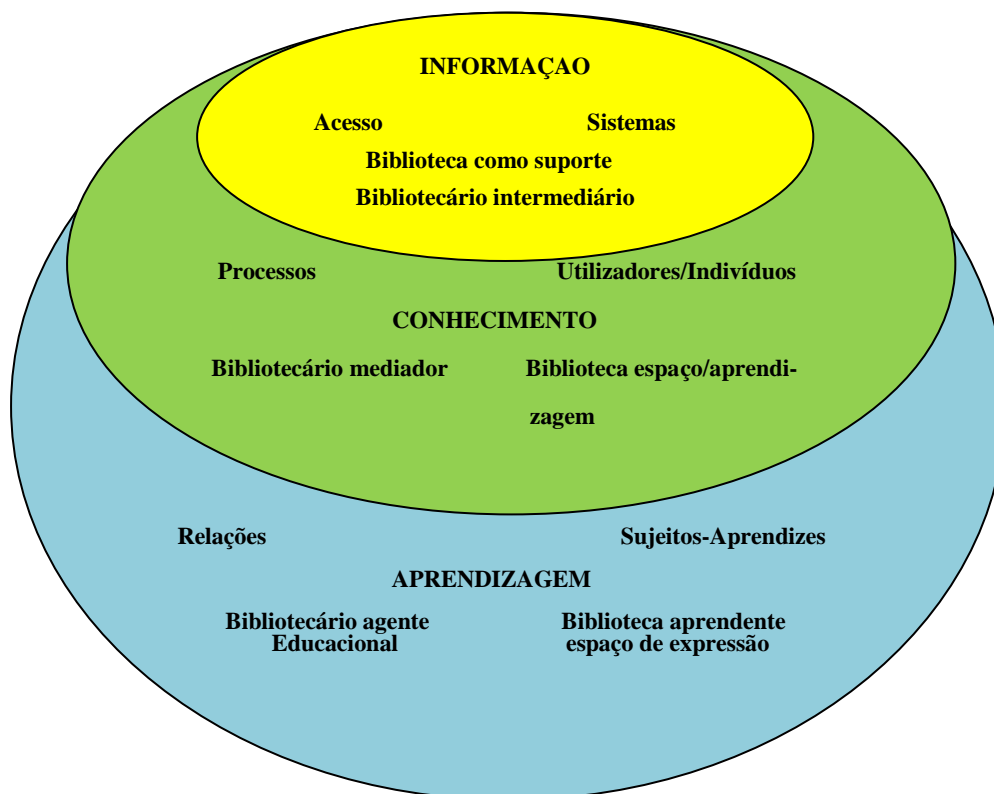 INFORMAÇAO
Acesso Sistemas
Biblioteca como suporte
Bibliotecário intermediário
Processos Utilizadores/Indivíduos
CONHECIMENTO
Bibliotecário mediador Biblioteca espaço/aprendi-
zagem
Relações Sujeitos-Aprendizes
APRENDIZAGEM
Bibliotecário agente Biblioteca aprendente
Educacional espaço de expressão